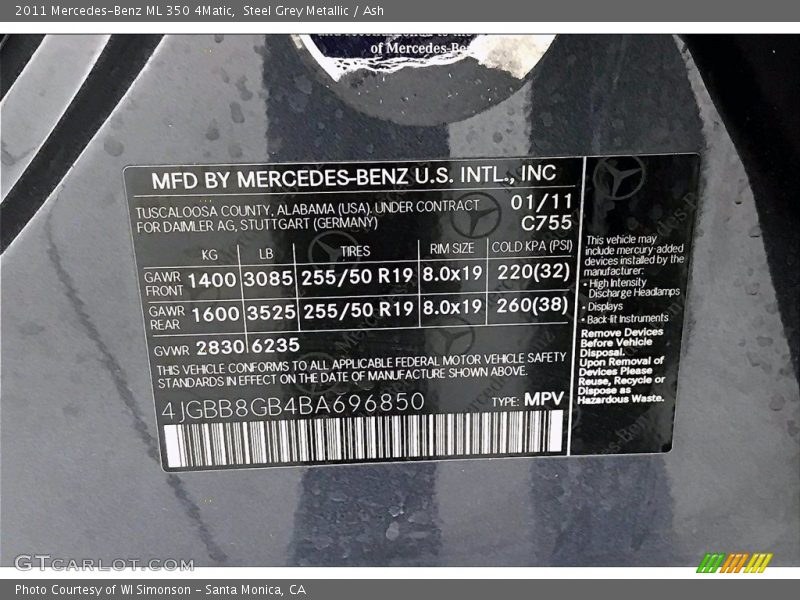 2011 Mercedes-Benz ML 350 4Matic, Steel Grey Metallic / Ash
of Mercedes-Be
MFD BY MERCEDES-BENZ U.S. INTL., INC
TUSCALOOSA COUNTY, ALABAMA (USA). UNDER CONTRACT 01/11
FOR DAIMLER AG, STUTTGART (GERMANY) C755
KG LB TIRES RIM SIZE COLD KPA (PSI)
GAWR FRONT 1400 3085 255/50 R19 8.0x19 220(32)
GAWR REAR 1600 3525 255/50 R19 8.0x19 260(38)
GVWR 2830 6235
THIS VEHICLE CONFORMS TO ALL APPLICABLE FEDERAL MOTOR VEHICLE SAFETY
STANDARDS IN EFFECT ON THE DATE OF MANUFACTURE SHOWN ABOVE.
4JGBB8GB4BA696850 TYPE: MPV
This vehicle may
include mercury-added
devices installed by the
manufacturer:
• High Intensity
Discharge Headlamps
• Displays
• Back-lit Instruments
Remove Devices
Before Vehicle
Disposal.
Upon Removal of
Devices Please
Reuse, Recycle or
Dispose as
Hazardous Waste.
GTcarlot.com
Photo Courtesy of WI Simonson - Santa Monica, CA